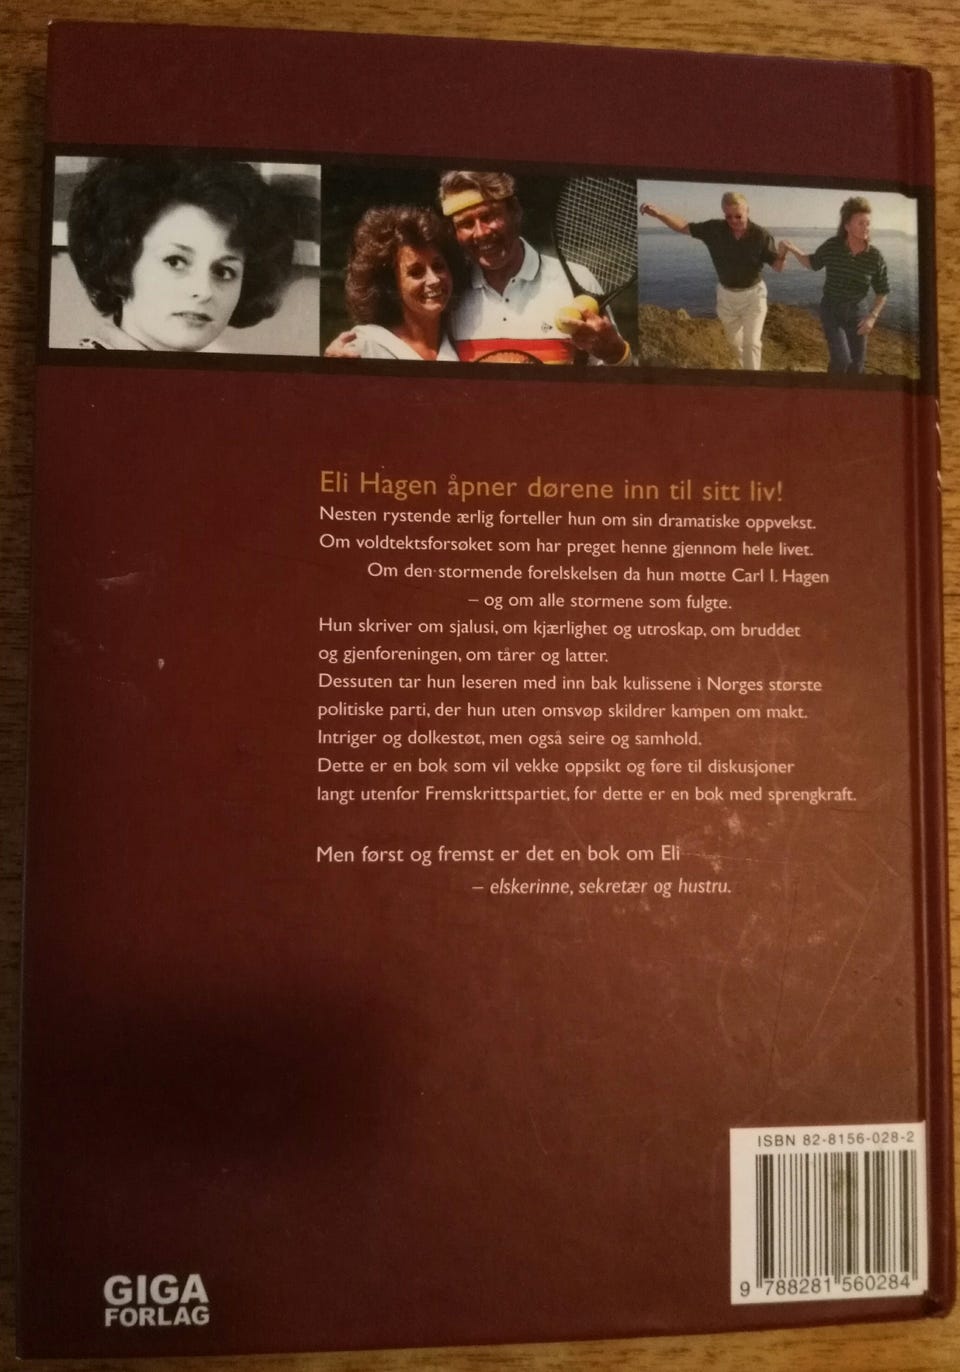 Eli Hagen åpner dørene inn til sitt liv!
Nesten rystende ærlig forteller hun om sin dramatiske oppvekst.
Om voldtektsforsøket som har preget henne gjennom hele livet.
Om den stormende forelskelsen da hun møtte Carl I. Hagen
– og om alle stormene som fulgte.
Hun skriver om sjalusi, om kjærlighet og utroskap, om bruddet
og gjenforeningen, om tårer og latter.
Dessuten tar hun leseren med inn bak kulissene i Norges største
politiske parti, der hun uten omsvøp skildrer kampen om makt.
Intriger og dolkestøt, men også seire og samhold.
Dette er en bok som vil vekke oppsikt og føre til diskusjoner
langt utenfor Fremskrittspartiet, for dette er en bok med sprengkraft.
Men først og fremst er det en bok om Eli
– elskerinne, sekretær og hustru.
ISBN 82-8156-028-2
9 788281 560284
GIGA
FORLAG